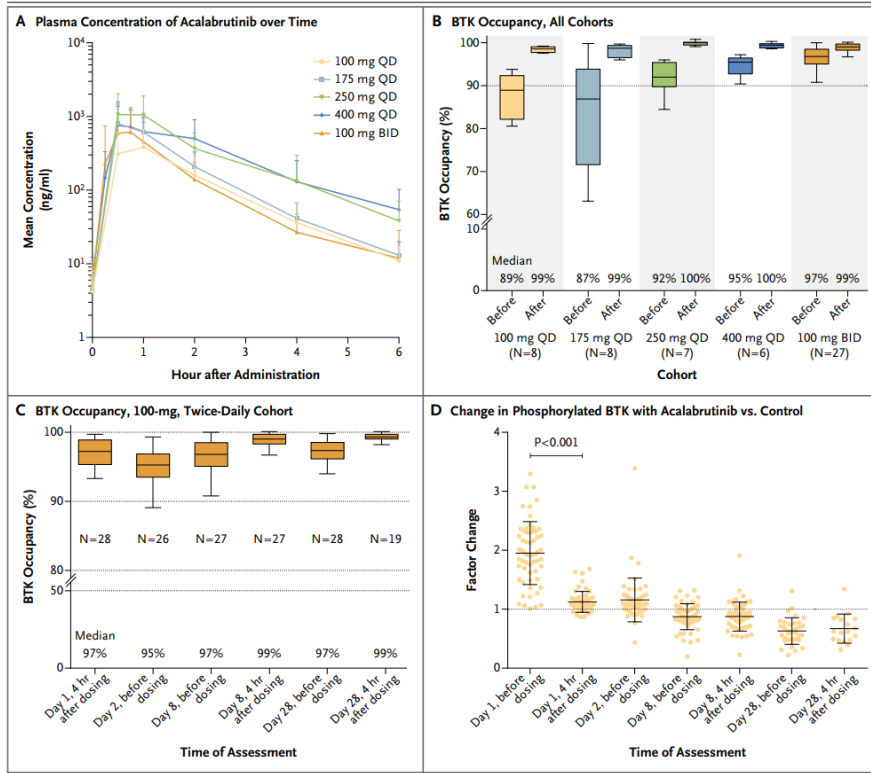 A Plasma Concentration of Acalabrutinib over Time
Mean Concentration
(ng/ml)
10⁴
10³
10²
10¹
1
100 mg QD
175 mg QD
250 mg QD
400 mg QD
100 mg BID
0 1 2 3 4 5 6
Hour after Administration
B BTK Occupancy, All Cohorts
BTK Occupancy (%)
100
90
80
70
60
10
0
Median
89% 99% 87% 99% 92% 100% 95% 100% 97% 99%
Before After Before After Before After Before After Before After
100 mg QD 175 mg QD 250 mg QD 400 mg QD 100 mg BID
(N=8) (N=8) (N=7) (N=6) (N=27)
Cohort
C BTK Occupancy, 100-mg, Twice-Daily Cohort
BTK Occupancy (%)
100
90
80
50
0
N=28 N=26 N=27 N=27 N=28 N=19
Median
97% 95% 97% 99% 97% 99%
Day 1, 4 hr
after dosing
Day 2, before
dosing
Day 8, before
dosing
Day 8, 4 hr
after dosing
Day 28, before
dosing
Day 28, 4 hr
after dosing
Time of Assessment
D Change in Phosphorylated BTK with Acalabrutinib vs. Control
Factor Change
4
3
2
1
0
P<0.001
Day 1, before
dosing
Day 1, 4 hr
after dosing
Day 2, before
dosing
Day 8, before
dosing
Day 8, 4 hr
after dosing
Day 28, before
dosing
Day 28, 4 hr
after dosing
Time of Assessment